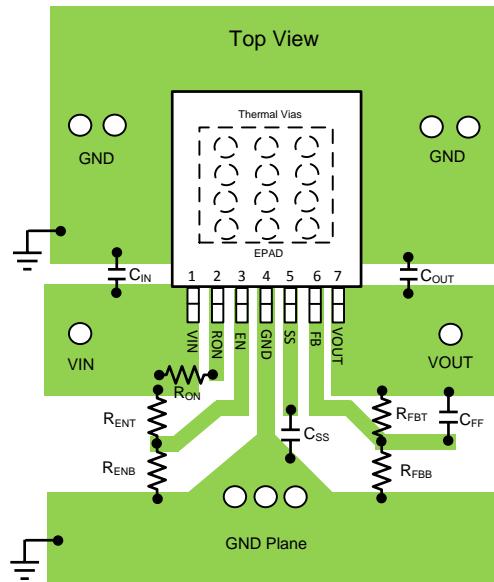 Top View
Thermal Vias
GND
GND
EPAD
CIN
COUT
1 2 3 4 5 6 7
VIN RON EN GND SS FB VOUT
VIN
VOUT
RON
RENT
RFBT
CFF
CSS
RENB
RFBB
GND Plane